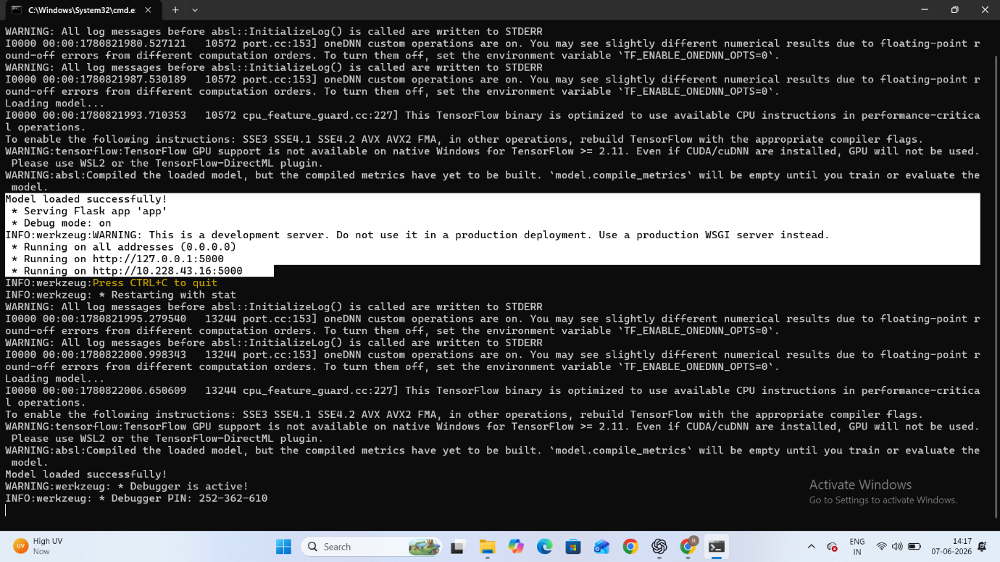 C:\Windows\System32\cmd.e
WARNING: All log messages before absl::InitializeLog() is called are written to STDERR
I0000 00:00:1780821980.527121   10572 port.cc:153] oneDNN custom operations are on. You may see slightly different numerical results due to floating-point r
ound-off errors from different computation orders. To turn them off, set the environment variable `TF_ENABLE_ONEDNN_OPTS=0`.
WARNING: All log messages before absl::InitializeLog() is called are written to STDERR
I0000 00:00:1780821987.530189   10572 port.cc:153] oneDNN custom operations are on. You may see slightly different numerical results due to floating-point r
ound-off errors from different computation orders. To turn them off, set the environment variable `TF_ENABLE_ONEDNN_OPTS=0`.
Loading model...
I0000 00:00:1780821993.710353   10572 cpu_feature_guard.cc:227] This TensorFlow binary is optimized to use available CPU instructions in performance-critica
l operations.
To enable the following instructions: SSE3 SSE4.1 SSE4.2 AVX AVX2 FMA, in other operations, rebuild TensorFlow with the appropriate compiler flags.
WARNING:tensorflow:TensorFlow GPU support is not available on native Windows for TensorFlow >= 2.11. Even if CUDA/cuDNN are installed, GPU will not be used.
 Please use WSL2 or the TensorFlow-DirectML plugin.
WARNING:absl:Compiled the loaded model, but the compiled metrics have yet to be built. `model.compile_metrics` will be empty until you train or evaluate the
 model.
Model loaded successfully!
 * Serving Flask app 'app'
 * Debug mode: on
INFO:werkzeug:WARNING: This is a development server. Do not use it in a production deployment. Use a production WSGI server instead.
 * Running on all addresses (0.0.0.0)
 * Running on http://127.0.0.1:5000
 * Running on http://10.228.43.16:5000
INFO:werkzeug:Press CTRL+C to quit
INFO:werkzeug: * Restarting with stat
WARNING: All log messages before absl::InitializeLog() is called are written to STDERR
I0000 00:00:1780821995.279540   13244 port.cc:153] oneDNN custom operations are on. You may see slightly different numerical results due to floating-point r
ound-off errors from different computation orders. To turn them off, set the environment variable `TF_ENABLE_ONEDNN_OPTS=0`.
WARNING: All log messages before absl::InitializeLog() is called are written to STDERR
I0000 00:00:1780822000.998343   13244 port.cc:153] oneDNN custom operations are on. You may see slightly different numerical results due to floating-point r
ound-off errors from different computation orders. To turn them off, set the environment variable `TF_ENABLE_ONEDNN_OPTS=0`.
Loading model...
I0000 00:00:1780822006.650609   13244 cpu_feature_guard.cc:227] This TensorFlow binary is optimized to use available CPU instructions in performance-critica
l operations.
To enable the following instructions: SSE3 SSE4.1 SSE4.2 AVX AVX2 FMA, in other operations, rebuild TensorFlow with the appropriate compiler flags.
WARNING:tensorflow:TensorFlow GPU support is not available on native Windows for TensorFlow >= 2.11. Even if CUDA/cuDNN are installed, GPU will not be used.
 Please use WSL2 or the TensorFlow-DirectML plugin.
WARNING:absl:Compiled the loaded model, but the compiled metrics have yet to be built. `model.compile_metrics` will be empty until you train or evaluate the
 model.
Model loaded successfully!
WARNING:werkzeug: * Debugger is active!
INFO:werkzeug: * Debugger PIN: 252-362-610
Activate Windows
Go to Settings to activate Windows.
UV
High UV
Now
Search
R
ENG
IN
14:17
07-06-2026